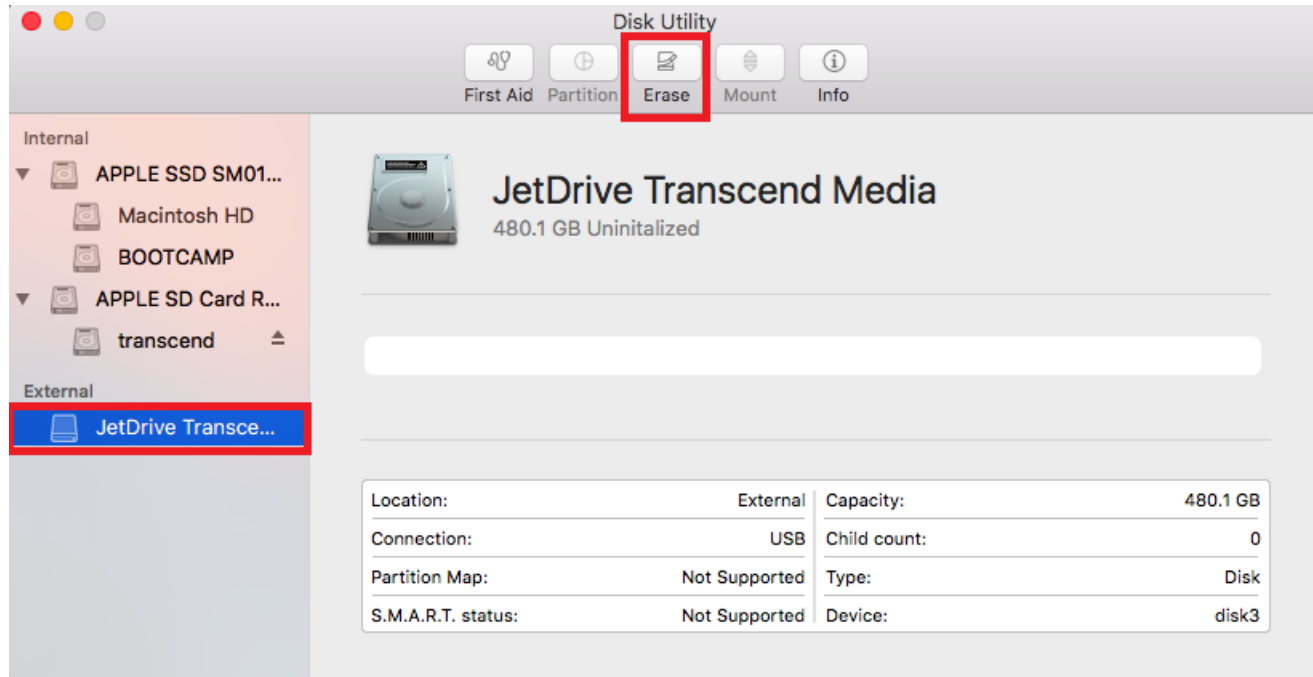 Disk Utility
First Aid Partition Erase Mount Info
Internal
APPLE SSD SM01...
Macintosh HD
BOOTCAMP
APPLE SD Card R...
transcend
External
JetDrive Transce...
JetDrive Transcend Media
480.1 GB Uninitalized
Location: External Capacity: 480.1 GB
Connection: USB Child count: 0
Partition Map: Not Supported Type: Disk
S.M.A.R.T. status: Not Supported Device: disk3